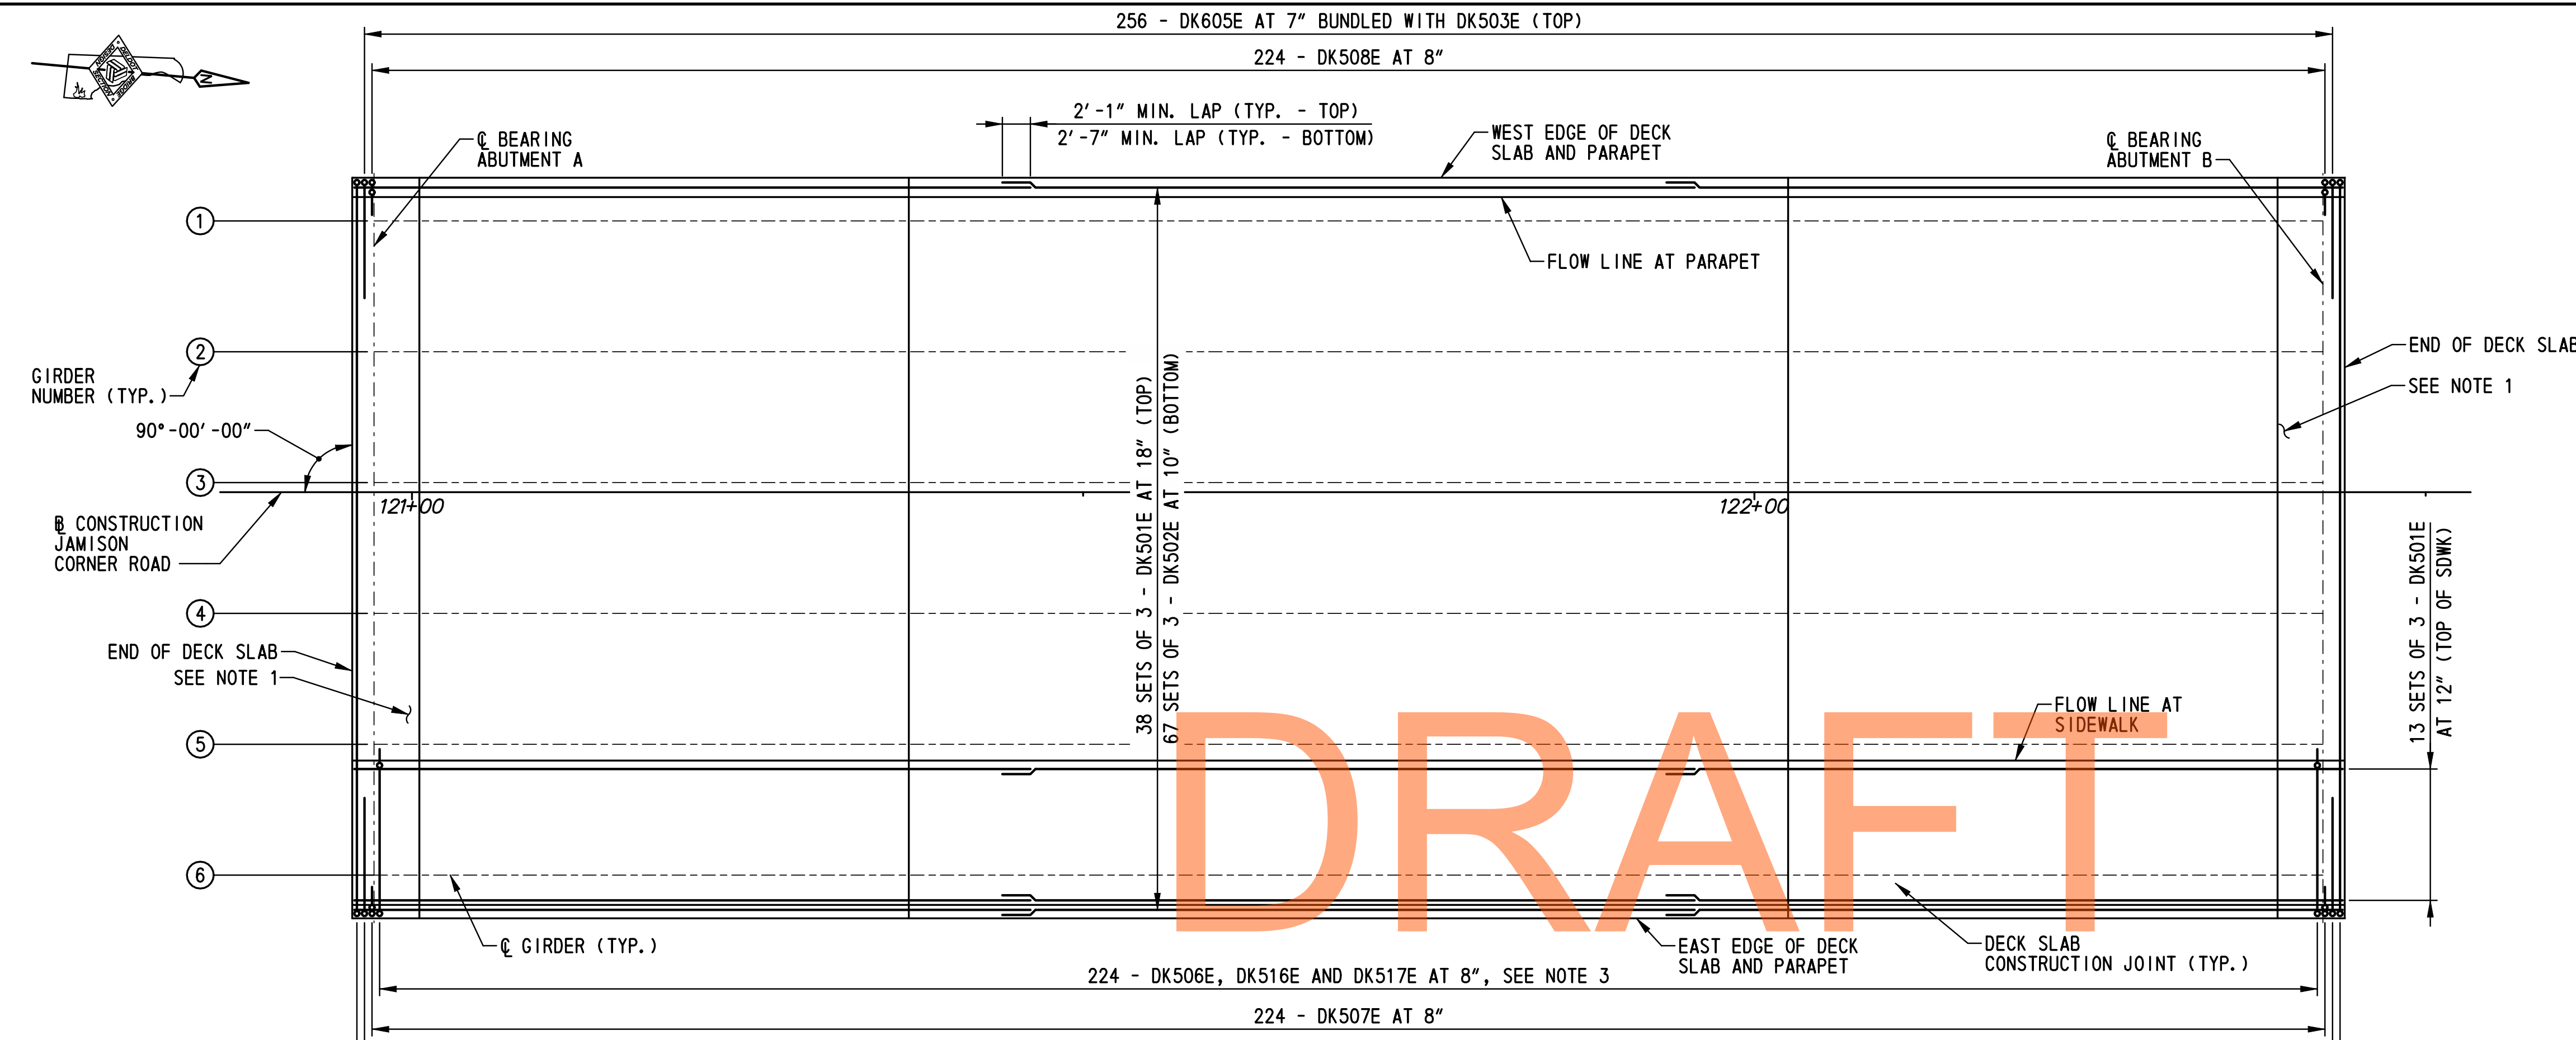 256 - DK605E AT 7" BUNDLED WITH DK503E (TOP)
224 - DK508E AT 8"
2'-1" MIN. LAP (TYP. - TOP)
2'-7" MIN. LAP (TYP. - BOTTOM)
N
DELDOT
BRIDGE
DESIGN
SECTION
℄ BEARING
ABUTMENT A
WEST EDGE OF DECK
SLAB AND PARAPET
℄ BEARING
ABUTMENT B
1
FLOW LINE AT PARAPET
2
GIRDER
NUMBER (TYP.)
END OF DECK SLAB
SEE NOTE 1
90°-00'-00"
3
121+00
122+00
38 SETS OF 3 - DK501E AT 18" (TOP)
67 SETS OF 3 - DK502E AT 10" (BOTTOM)
BL CONSTRUCTION
JAMISON
CORNER ROAD
4
13 SETS OF 3 - DK501E
AT 12" (TOP OF SDWK)
END OF DECK SLAB
SEE NOTE 1
FLOW LINE AT
SIDEWALK
5
DRAFT
6
℄ GIRDER (TYP.)
EAST EDGE OF DECK
SLAB AND PARAPET
DECK SLAB
CONSTRUCTION JOINT (TYP.)
224 - DK506E, DK516E AND DK517E AT 8", SEE NOTE 3
224 - DK507E AT 8"